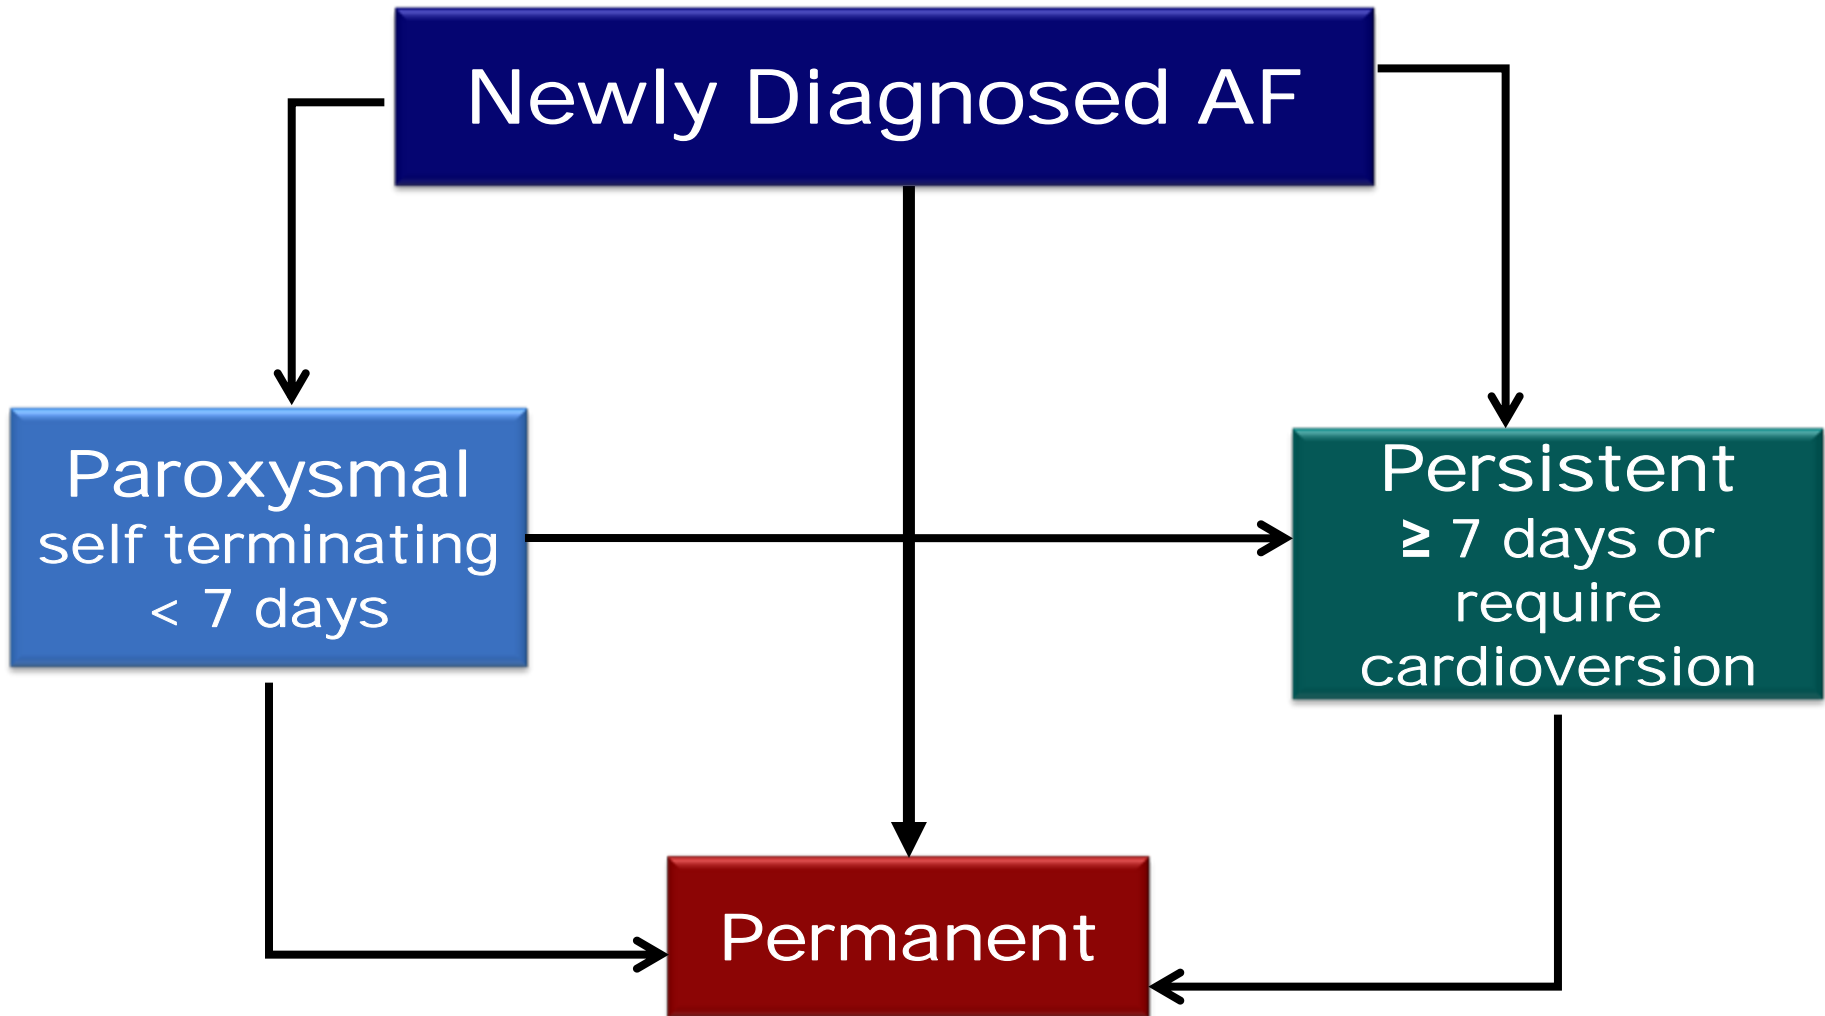 Newly Diagnosed AF
Paroxysmal
self terminating
< 7 days
Persistent
≥ 7 days or
require
cardioversion
Permanent